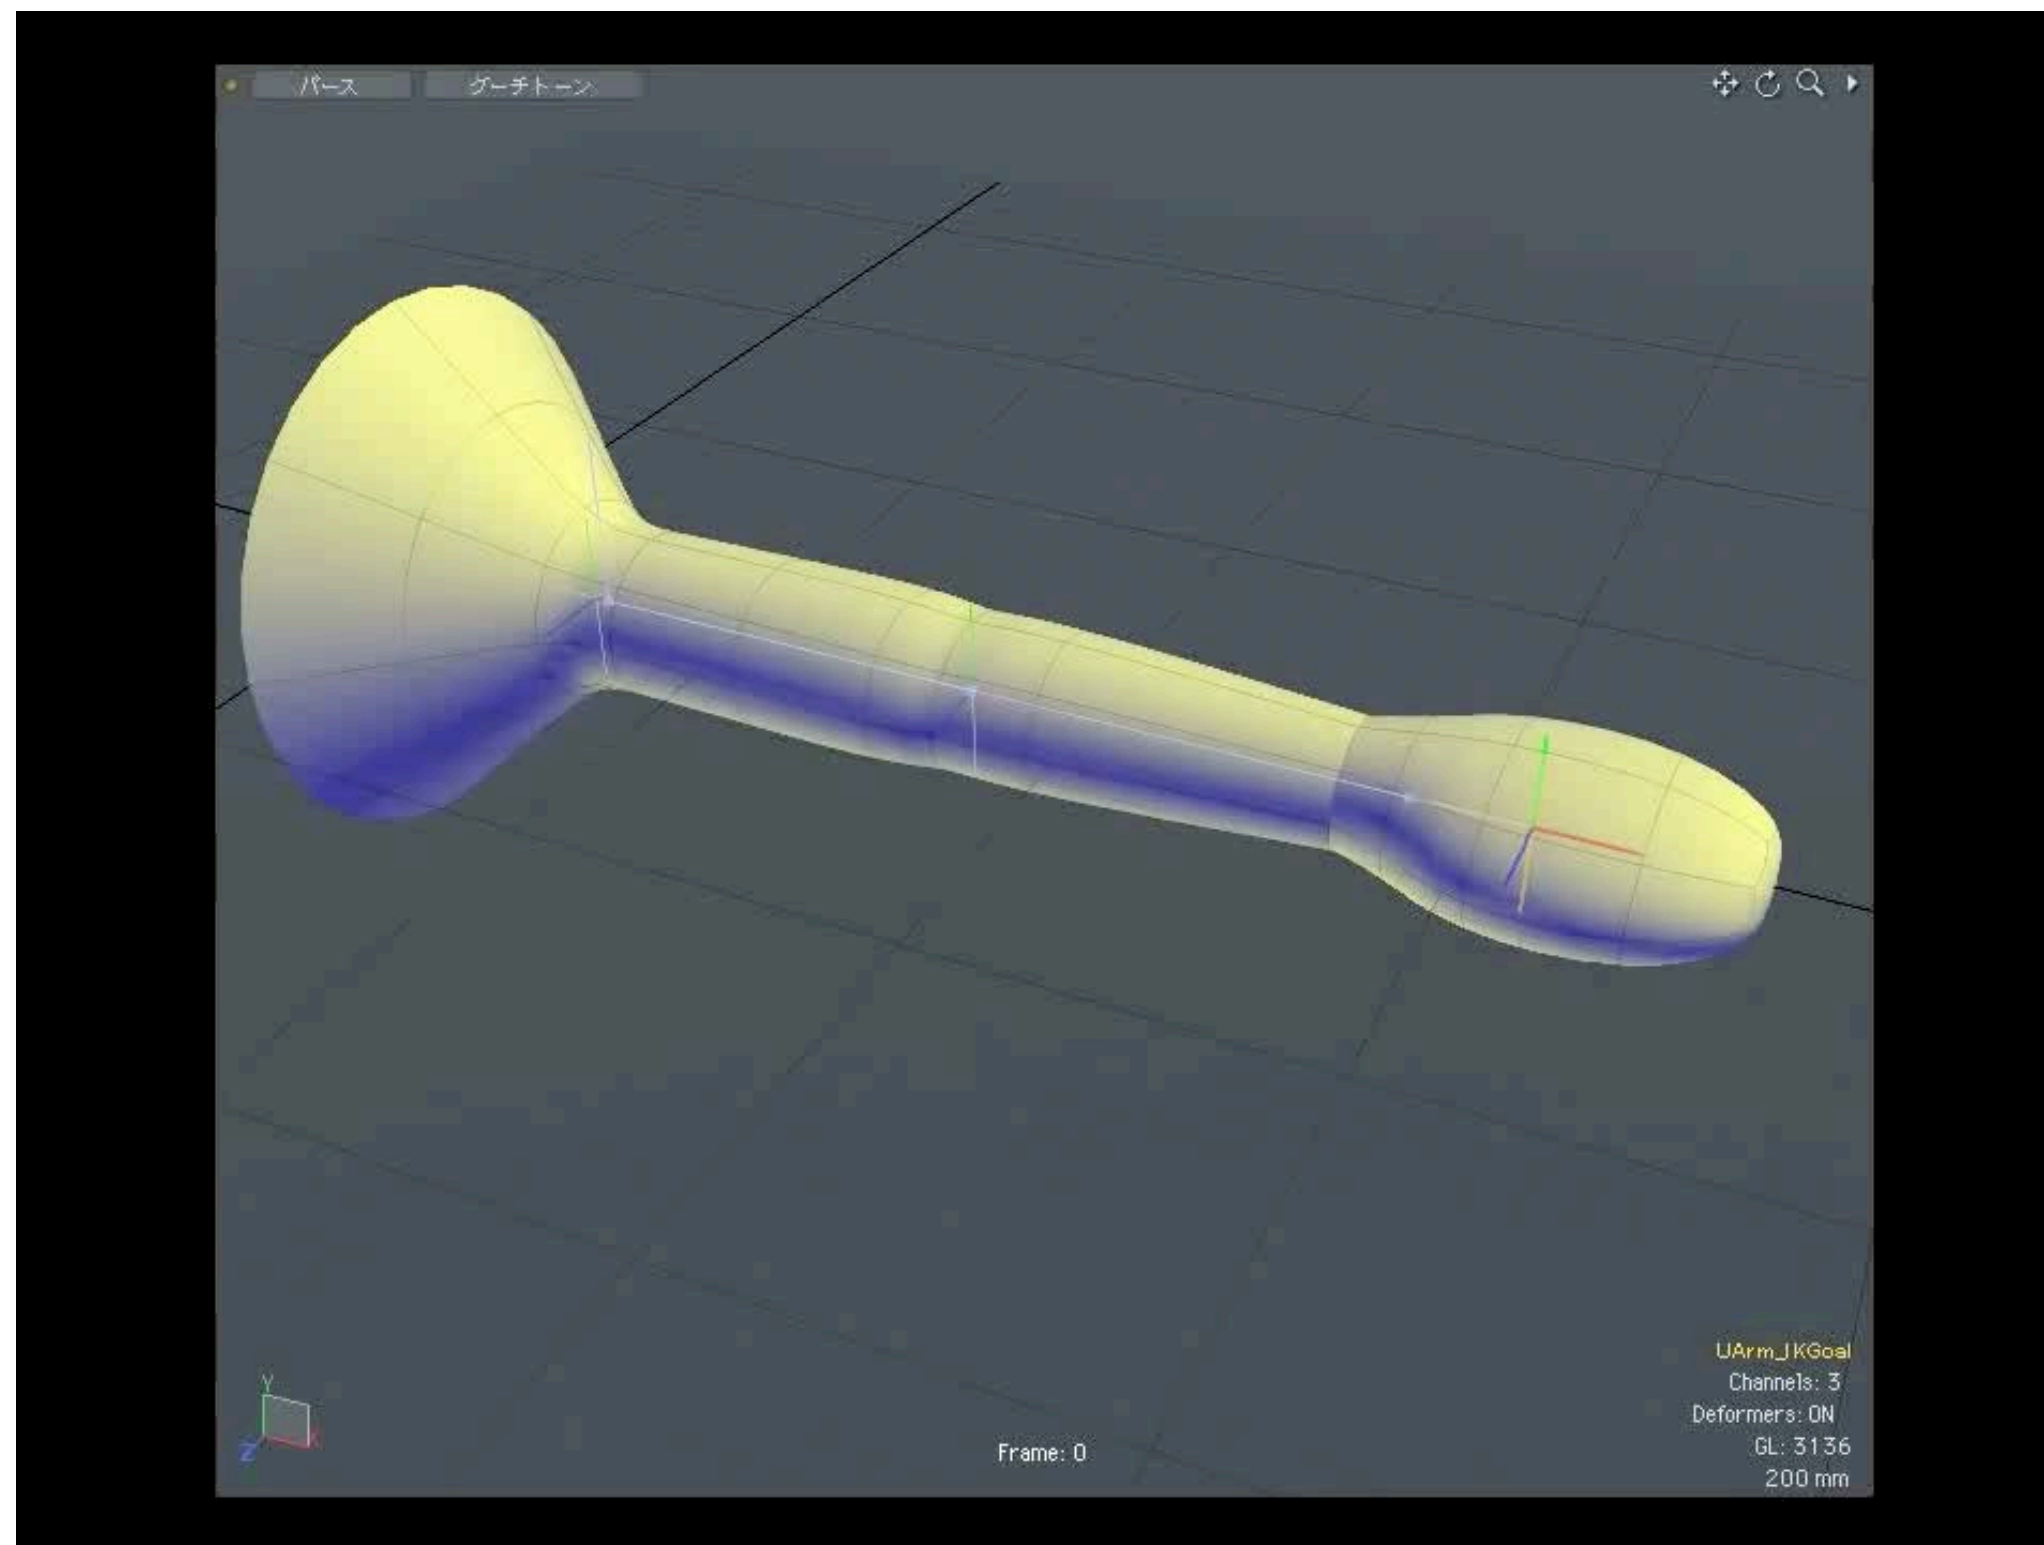 パース
グーチトーン
UArm_IKGoal
Channels: 3
Deformers: ON
GL: 3136
200 mm
Frame: 0
Y
X
Z